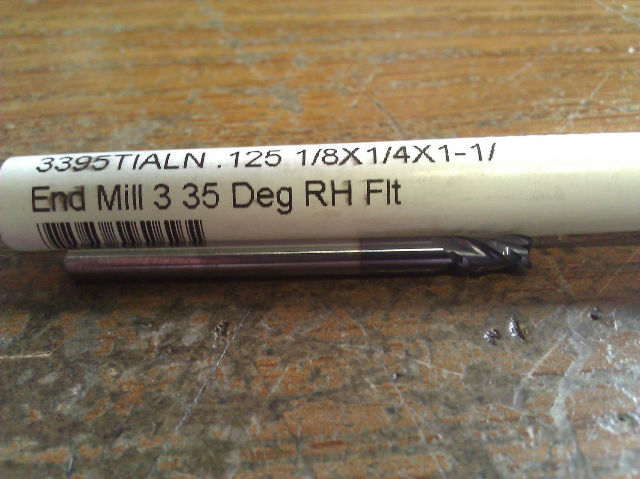 3395TIALN .125 1/8X1/4X1-1/
End Mill 3 35 Deg RH Flt